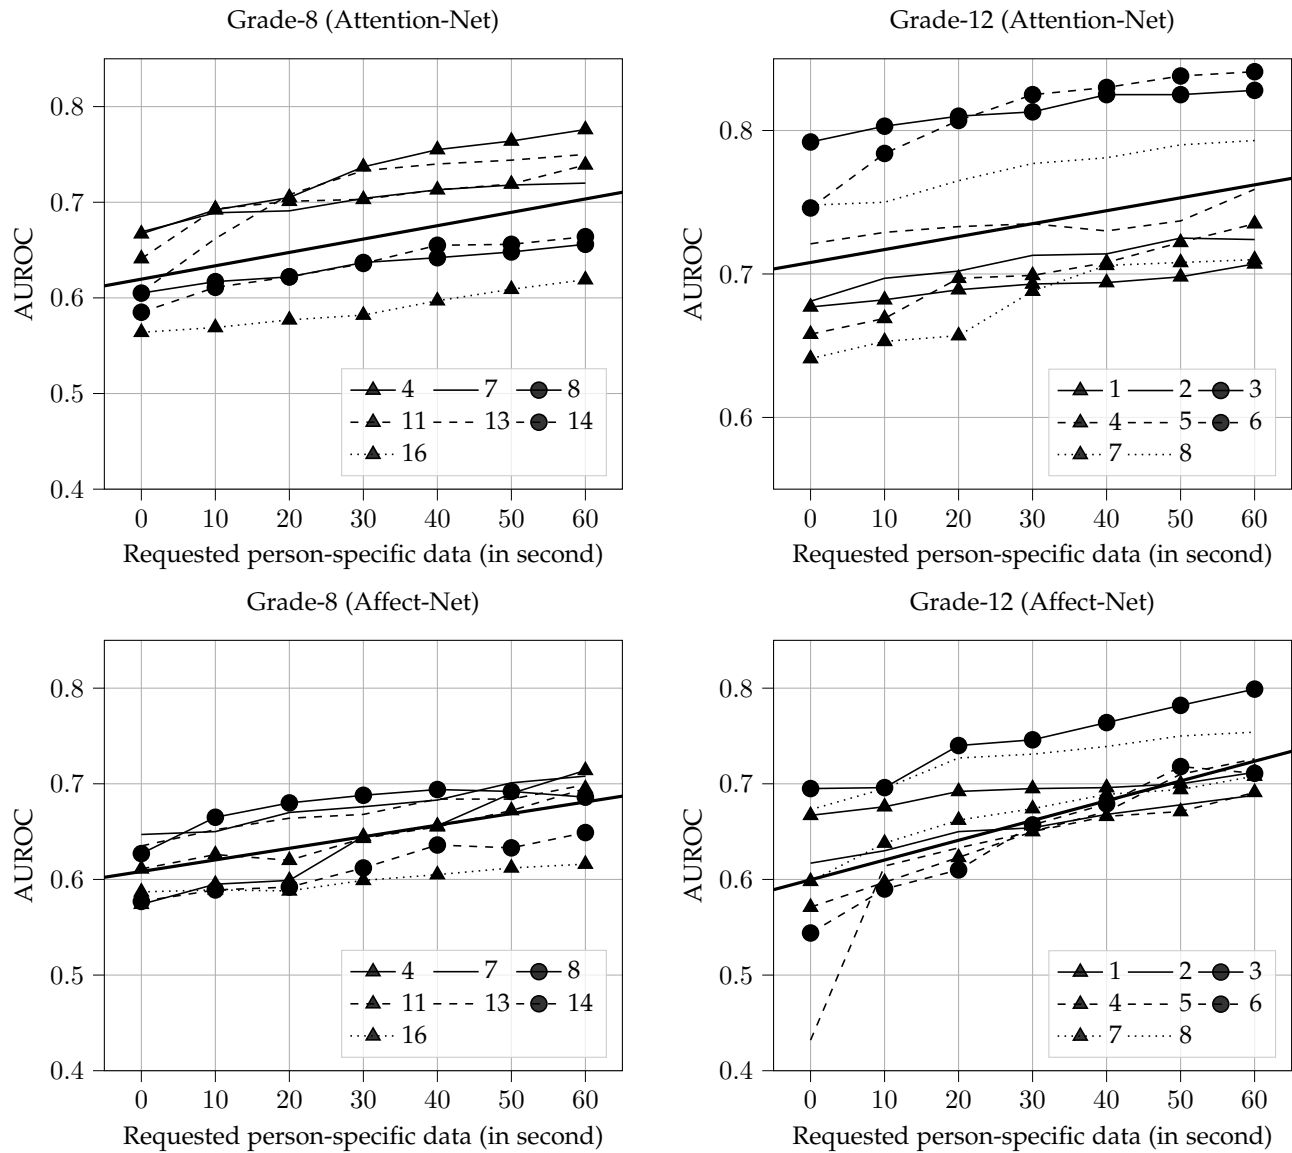 Grade-8 (Attention-Net)
0.8
0.7
0.6
0.5
0.4
AUROC
4 7 8
11 13 14
16
0 10 20 30 40 50 60
Requested person-specific data (in second)
Grade-12 (Attention-Net)
0.8
0.7
0.6
AUROC
1 2 3
4 5 6
7 8
0 10 20 30 40 50 60
Requested person-specific data (in second)
Grade-8 (Affect-Net)
0.8
0.7
0.6
0.5
0.4
AUROC
4 7 8
11 13 14
16
0 10 20 30 40 50 60
Requested person-specific data (in second)
Grade-12 (Affect-Net)
0.8
0.7
0.6
0.5
0.4
AUROC
1 2 3
4 5 6
7 8
0 10 20 30 40 50 60
Requested person-specific data (in second)